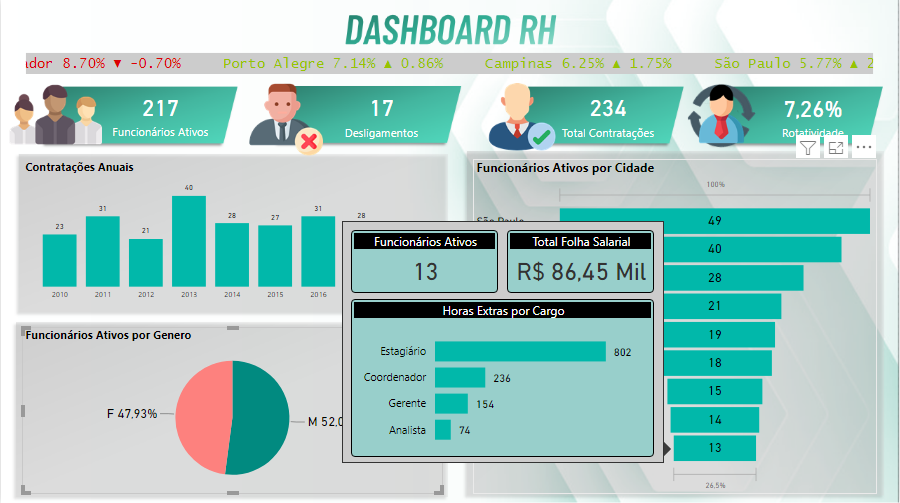 DASHBOARD RH
ador 8.70% ▼ -0.70% Porto Alegre 7.14% ▲ 0.86% Campinas 6.25% ▲ 1.75% São Paulo 5.77% ▲ 2
217
Funcionários Ativos
17
Desligamentos
234
Total Contratações
7,26%
Rotatividade
Contratações Anuais
23
31
21
40
28
27
31
28
2010
2011
2012
2013
2014
2015
2016
Funcionários Ativos por Genero
F 47.93%
M 52,0
Funcionários Ativos
13
Total Folha Salarial
R$ 86,45 Mil
Horas Extras por Cargo
Estagiário 802
Coordenador 236
Gerente 154
Analista 74
Funcionários Ativos por Cidade
100%
São Paulo
49
40
28
21
19
18
15
14
13
26,5%